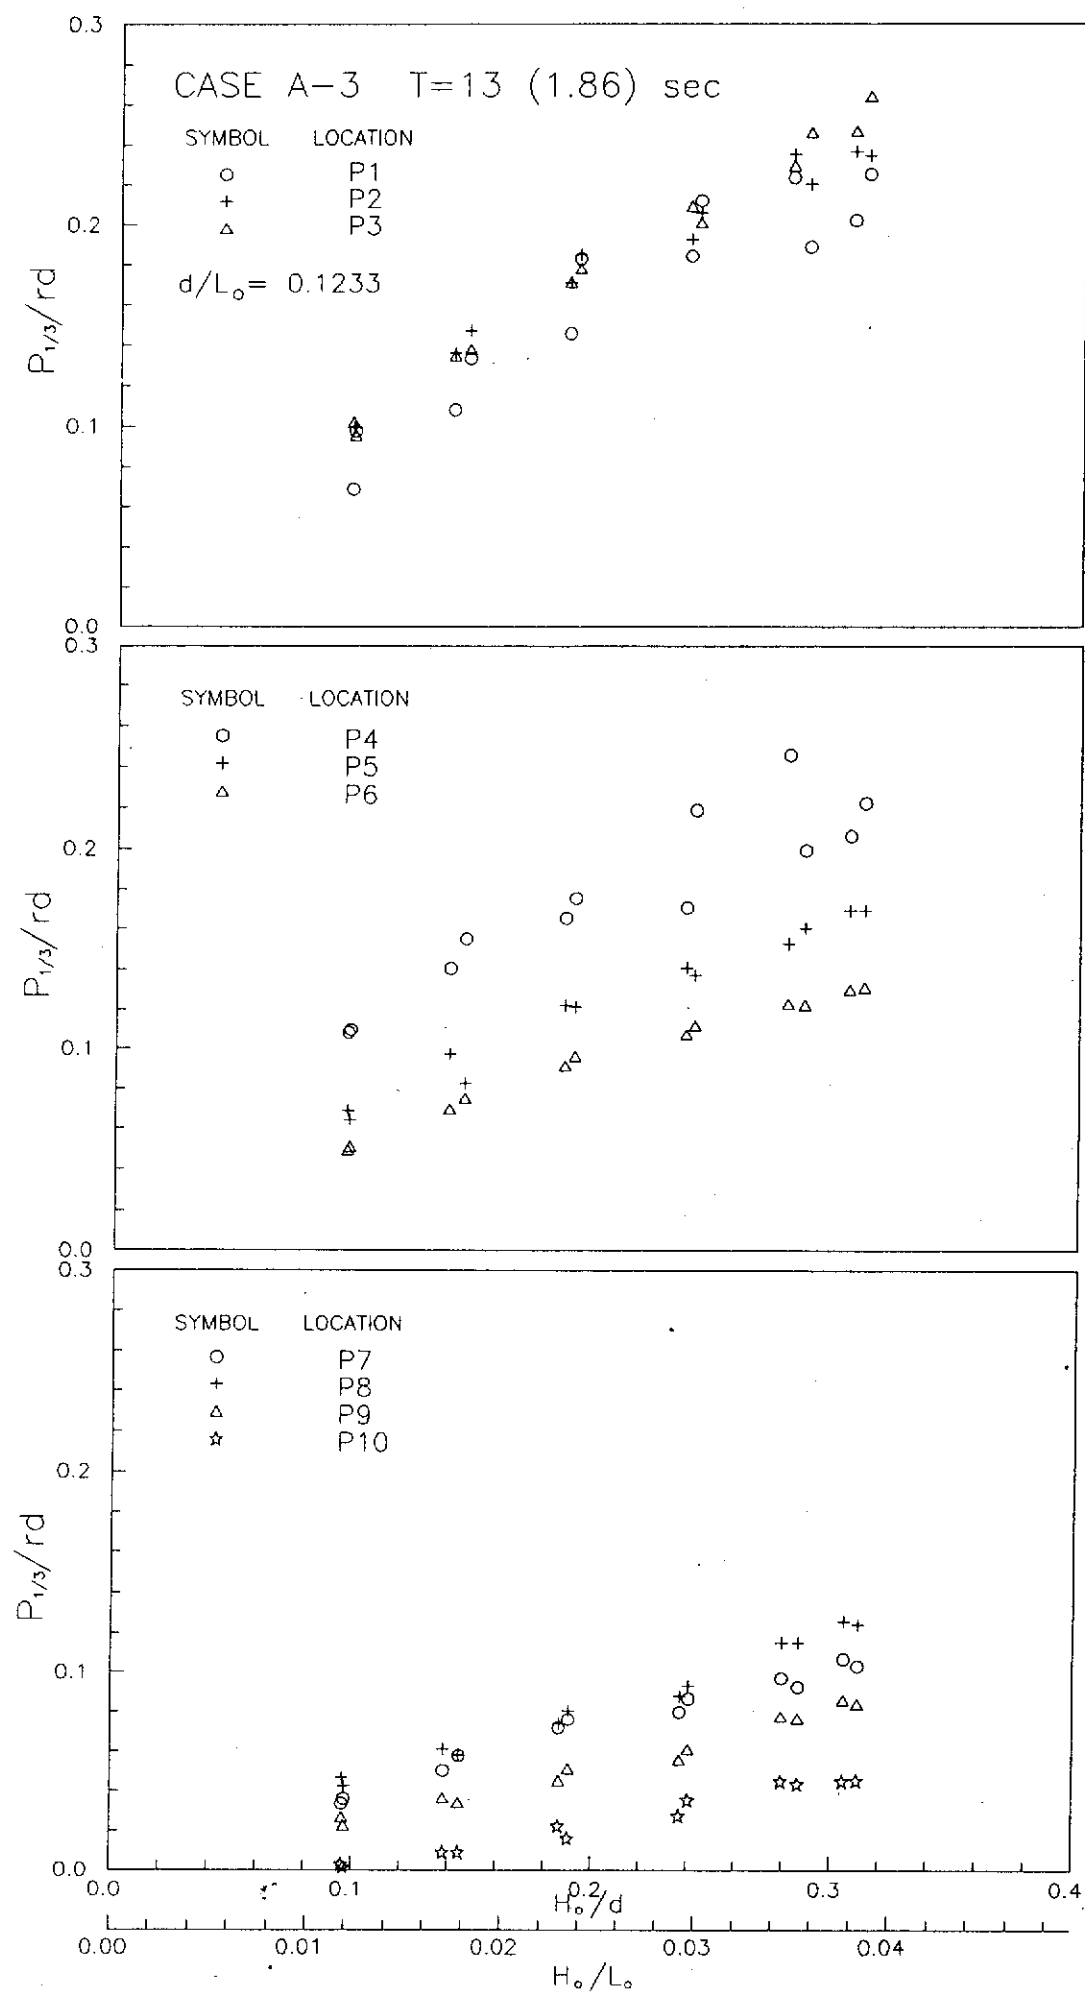 0.3
CASE A-3 T=13 (1.86) sec
SYMBOL LOCATION
P1
P2
P3
0.2
d/Lo= 0.1233
P1/3/rd
0.1
0.0
0.3
SYMBOL LOCATION
P4
P5
P6
0.2
P1/3/rd
0.1
0.0
0.3
SYMBOL LOCATION
P7
P8
P9
P10
0.2
P1/3/rd
0.1
0.0
0.0 0.1 0.2 0.3 0.4
Ho/d
0.00 0.01 0.02 0.03 0.04
Ho/Lo